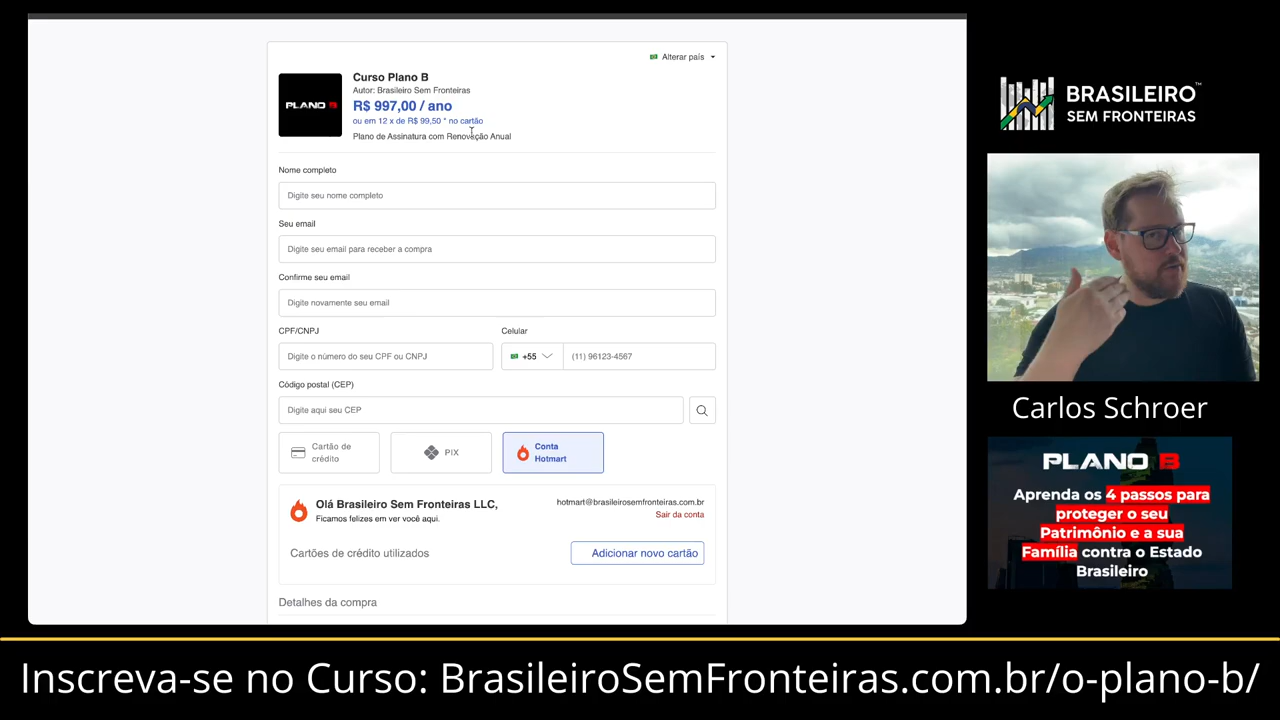 Alterar país
PLANO B
Curso Plano B
Autor: Brasileiro Sem Fronteiras
R$ 997,00 / ano
ou em 12 x de R$ 99,50 * no cartão
Plano de Assinatura com Renovação Anual
Nome completo
Digite seu nome completo
Seu email
Digite seu email para receber a compra
Confirme seu email
Digite novamente seu email
CPF/CNPJ
Celular
Digite o número do seu CPF ou CNPJ
+55
(11) 96123-4567
Código postal (CEP)
Digite aqui seu CEP
Cartão de
crédito
PIX
Conta
Hotmart
Olá Brasileiro Sem Fronteiras LLC,
Ficamos felizes em ver você aqui.
hotmart@brasileirosemfronteiras.com.br
Sair da conta
Cartões de crédito utilizados
Adicionar novo cartão
Detalhes da compra
BRASILEIRO™
SEM FRONTEIRAS
Carlos Schroer
PLANO B
Aprenda os 4 passos para
proteger o seu
Patrimônio e a sua
Família contra o Estado
Brasileiro
Inscreva-se no Curso: BrasileiroSemFronteiras.com.br/o-plano-b/